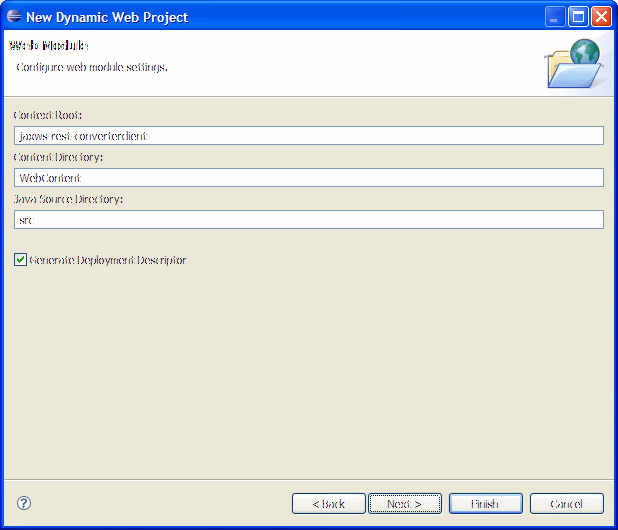 New Dynamic Web Project
Web Module
Configure web module settings.
Context Root:
jaxws-rest-converterclient
Content Directory:
WebContent
Java Source Directory:
src
Generate Deployment Descriptor
?
< Back
Next >
Finish
Cancel